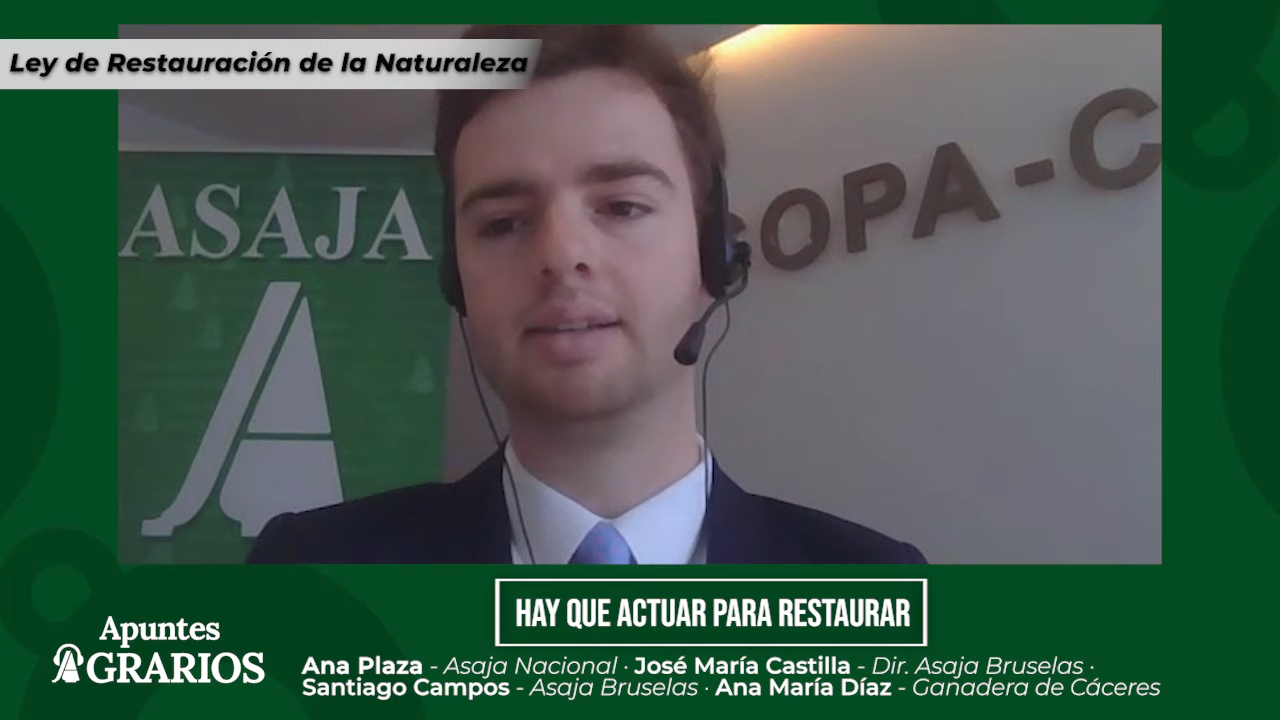 Ley de Restauración de la Naturaleza
ASAJA
COPA-C
HAY QUE ACTUAR PARA RESTAURAR
Apuntes
AGRARIOS
Ana Plaza - Asaja Nacional · José María Castilla - Dir. Asaja Bruselas ·
Santiago Campos - Asaja Bruselas · Ana María Díaz - Ganadera de Cáceres